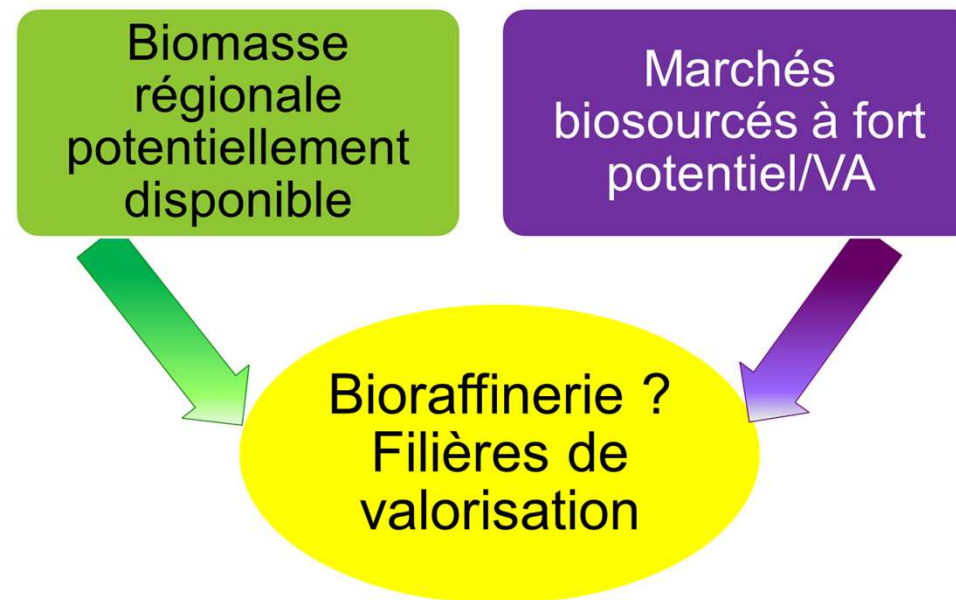 Biomasse
régionale
potentiellement
disponible
Marchés
biosourcés à fort
potentiel/VA
Bioraffinerie ?
Filières de
valorisation